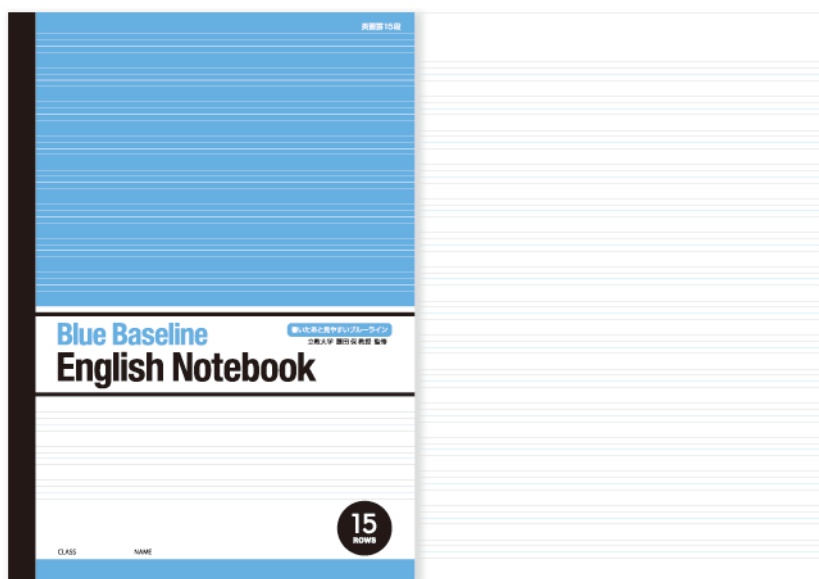 英習罫15段
Blue Baseline
書いたあと見やすいブルーライン
English Notebook
15
ROWS
CLASS NAME